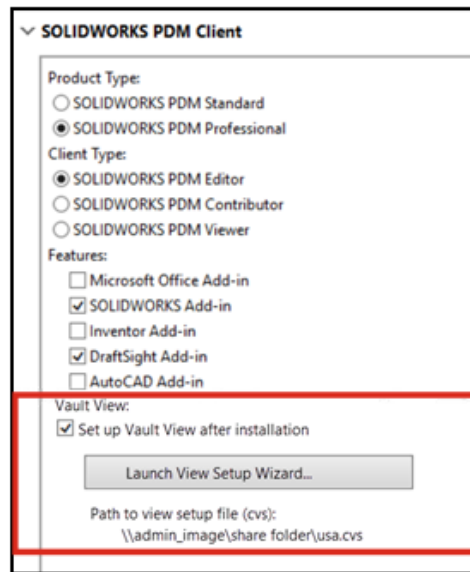 SOLIDWORKS PDM Client
Product Type:
SOLIDWORKS PDM Standard
SOLIDWORKS PDM Professional
Client Type:
SOLIDWORKS PDM Editor
SOLIDWORKS PDM Contributor
SOLIDWORKS PDM Viewer
Features:
Microsoft Office Add-in
SOLIDWORKS Add-in
Inventor Add-in
DraftSight Add-in
AutoCAD Add-in
Vault View:
Set up Vault View after installation
Launch View Setup Wizard...
Path to view setup file (cvs):
\\admin_image\share folder\usa.cvs